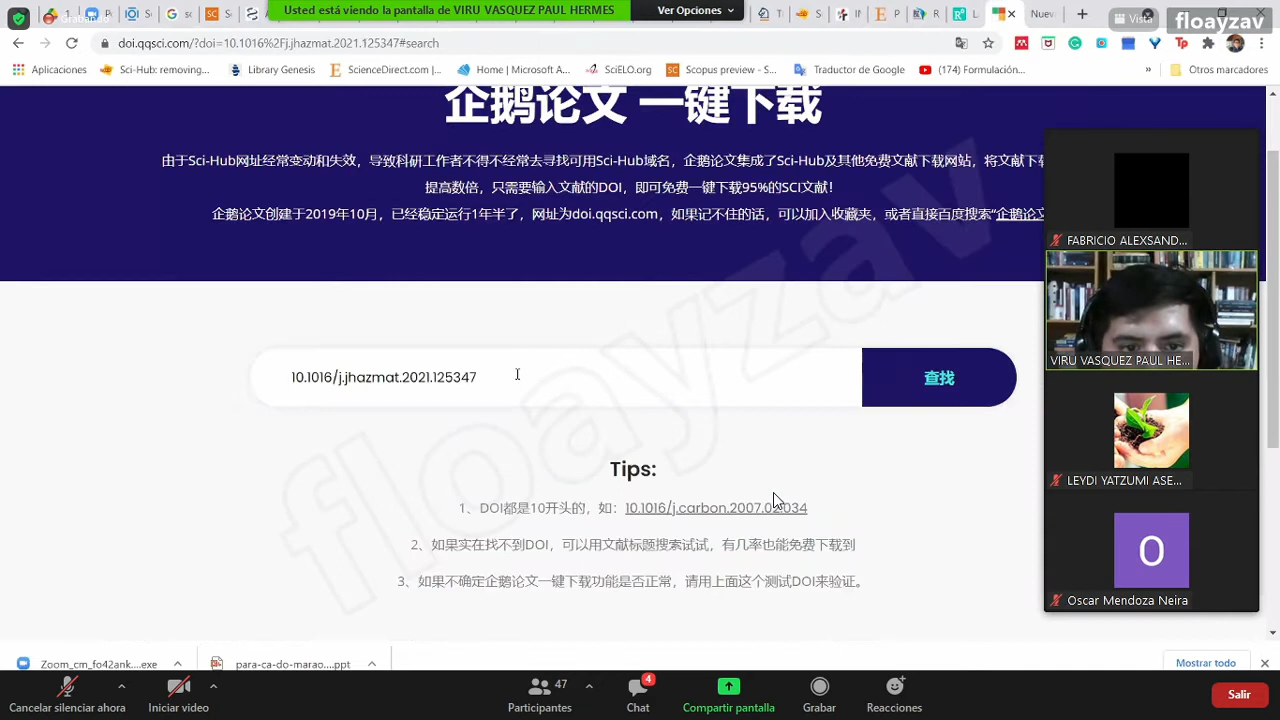 Grabando
Usted está viendo la pantalla de VIRU VASQUEZ PAUL HERMES
Ver Opciones
Nuev
Vista
floayzav
doi.qqsci.com/?doi=10.1016%2Fj.jhazmat.2021.125347#search
Aplicaciones
Sci-Hub: removing...
Library Genesis
ScienceDirect.com |...
Home | Microsoft A...
SciELO.org
Scopus preview - S...
Traductor de Google
(174) Formulación,...
»
Otros marcadores
企鹅论文 一键下载
由于Sci-Hub网址经常变动和失效，导致科研工作者不得不经常去寻找可用Sci-Hub域名，企鹅论文集成了Sci-Hub及其他免费文献下载网站，将文献下载
提高数倍，只需要输入文献的DOI，即可免费一键下载95%的SCI文献！
企鹅论文创建于2019年10月，已经稳定运行1年半了，网址为doi.qqsci.com，如果记不住的话，可以加入收藏夹，或者直接百度搜索“企鹅论文
10.1016/j.jhazmat.2021.125347
查找
Tips:
1、DOI都是10开头的，如：10.1016/j.carbon.2007.02.034
2、如果实在找不到DOI，可以用文献标题搜索试试，有几率也能免费下载到
3、如果不确定企鹅论文一键下载功能是否正常，请用上面这个测试DOI来验证。
floayzav
FABRICIO ALEXSAND...
VIRU VASQUEZ PAUL HE...
LEYDI YATZUMI ASE...
O
Oscar Mendoza Neira
Zoom_cm_fo42ank....exe
para-ca-do-marao....ppt
Mostrar todo
Cancelar silenciar ahora
Iniciar video
47
Participantes
4
Chat
Compartir pantalla
Grabar
Reacciones
Salir